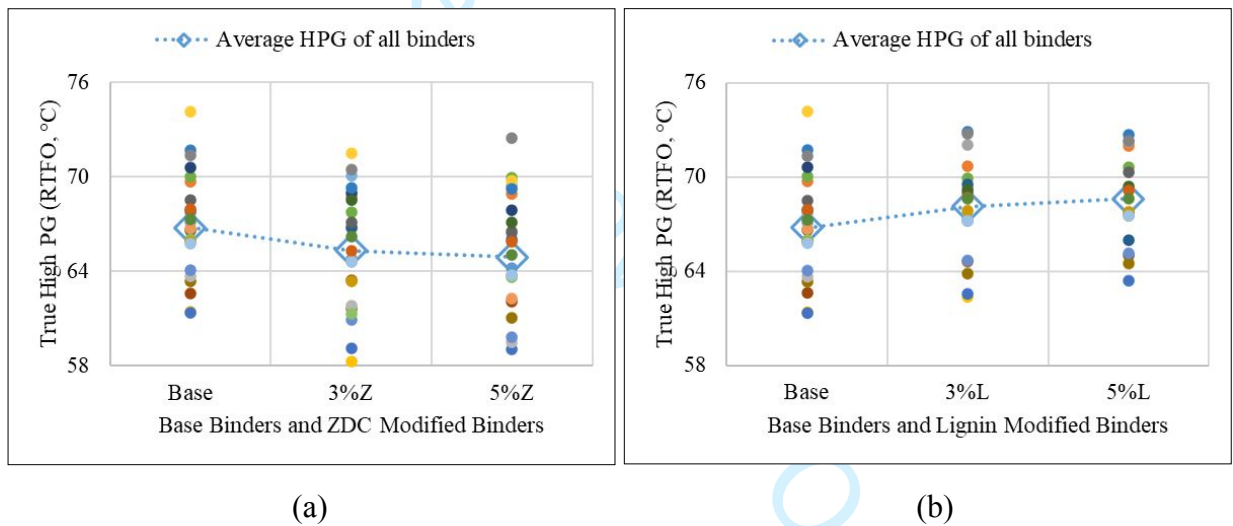 Average HPG of all binders
True High PG (RTFO, °C)
76
70
64
58
Base 3%Z 5%Z
Base Binders and ZDC Modified Binders
(a)
Average HPG of all binders
True High PG (RTFO, °C)
76
70
64
58
Base 3%L 5%L
Base Binders and Lignin Modified Binders
(b)